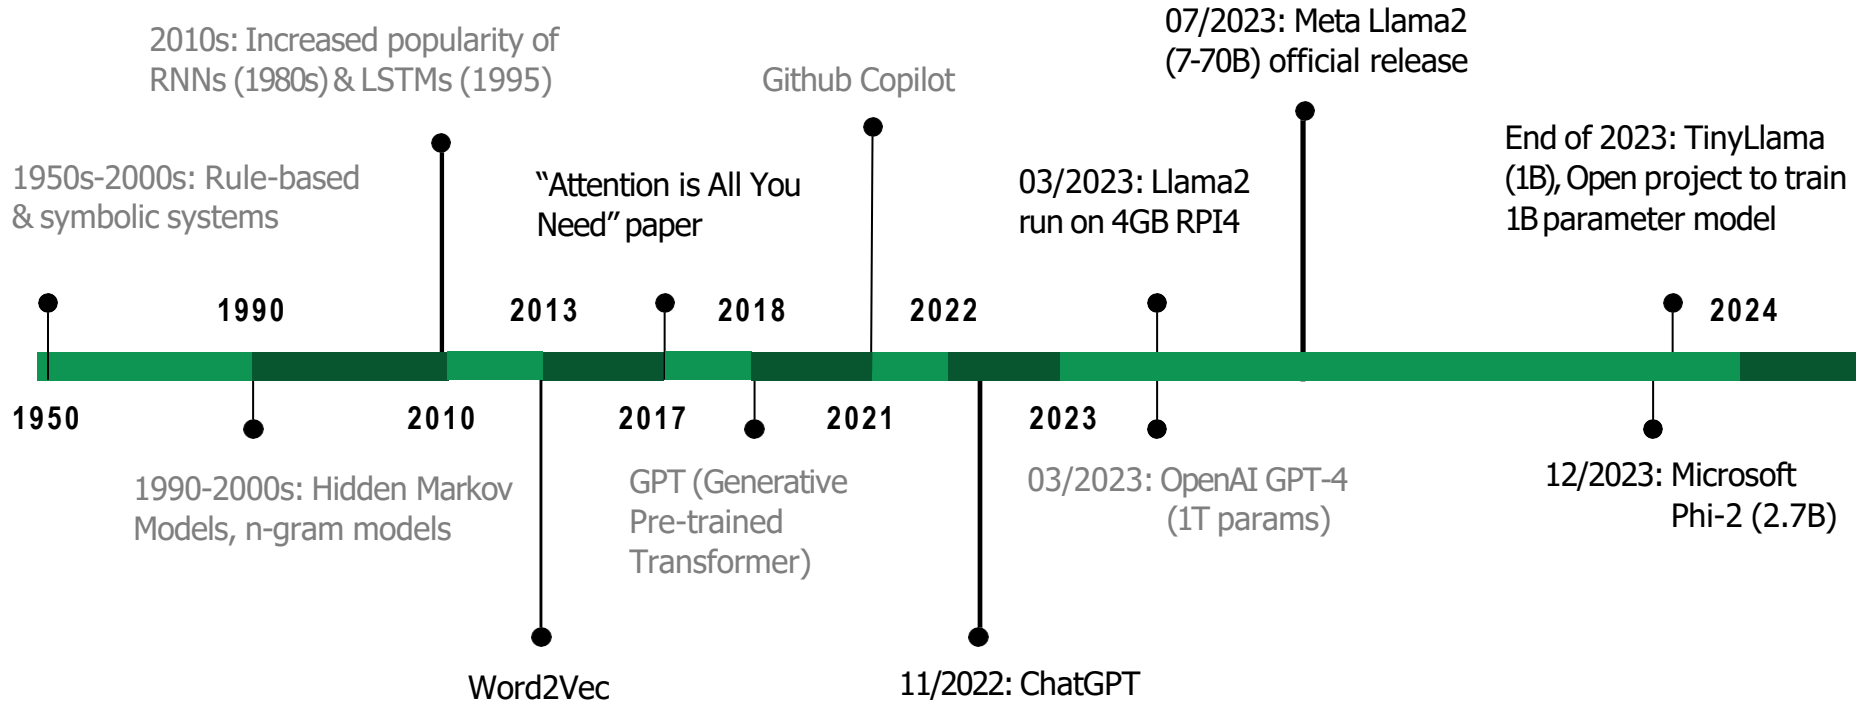 07/2023: Meta Llama2
(7-70B) official release
2010s: Increased popularity of
RNNs (1980s) & LSTMs (1995)
Github Copilot
End of 2023: TinyLlama
(1B), Open project to train
1B parameter model
1950s-2000s: Rule-based
& symbolic systems
“Attention is All You
Need” paper
03/2023: Llama2
run on 4GB RPI4
1990
2013
2018
2022
2024
1950
2010
2017
2021
2023
1990-2000s: Hidden Markov
Models, n-gram models
GPT (Generative
Pre-trained
Transformer)
03/2023: OpenAI GPT-4
(1T params)
12/2023: Microsoft
Phi-2 (2.7B)
Word2Vec
11/2022: ChatGPT